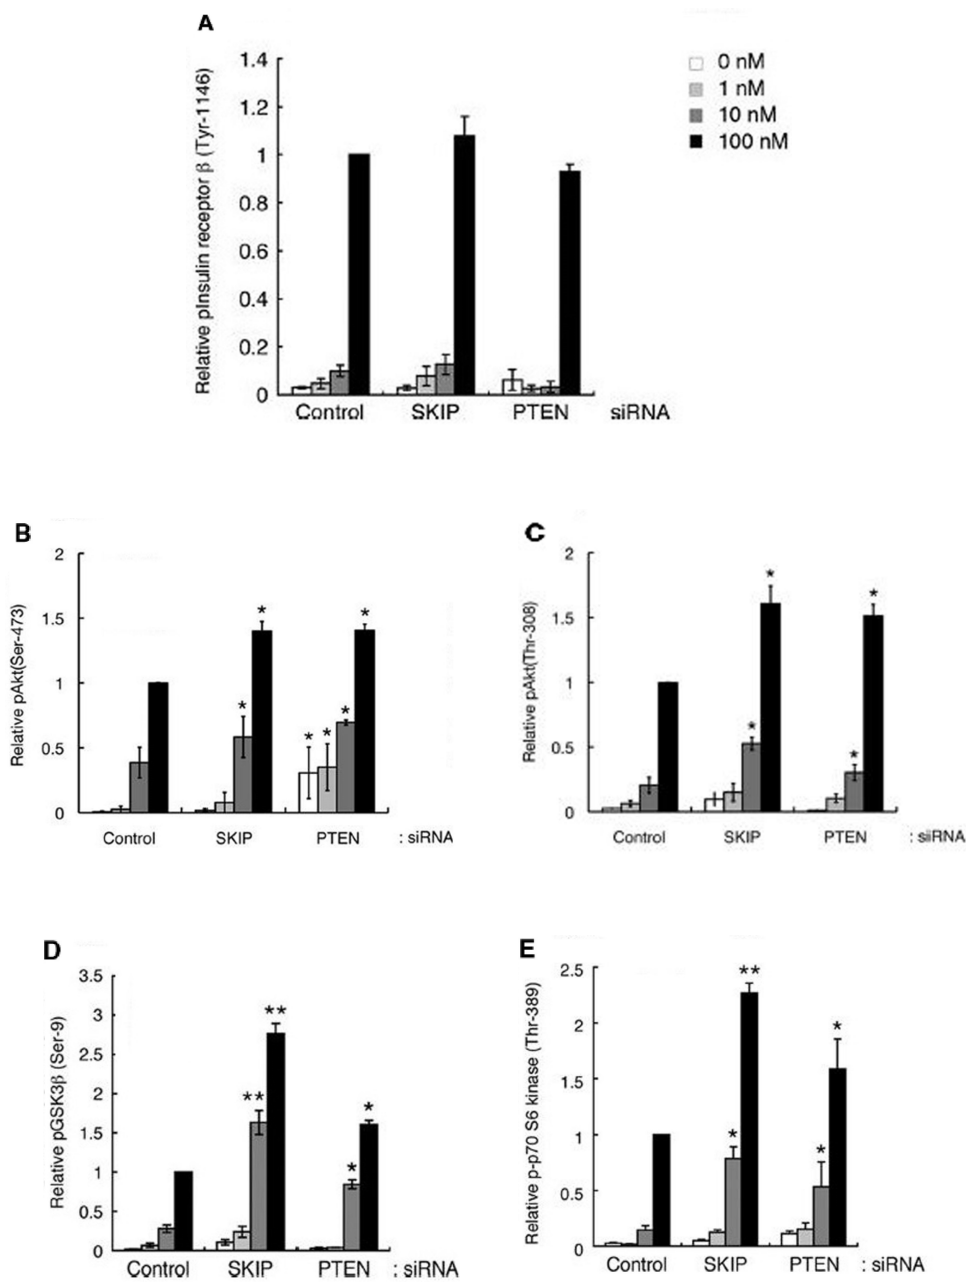 A
Relative pInsulin receptor β (Tyr-1146)
1.4
1.2
1
0.8
0.6
0.4
0.2
0
Control SKIP PTEN siRNA
0 nM
1 nM
10 nM
100 nM
B
Relative pAkt(Ser-473)
2
1.5
1
0.5
0
* * * * * *
Control SKIP PTEN : siRNA
C
Relative pAkt(Thr-308)
2
1.5
1
0.5
0
* * * *
Control SKIP PTEN : siRNA
D
Relative pGSK3β (Ser-9)
3.5
3
2.5
2
1.5
1
0.5
0
** ** * *
Control SKIP PTEN : siRNA
E
Relative p-p70 S6 kinase (Thr-389)
2.5
2
1.5
1
0.5
0
* ** * *
Control SKIP PTEN : siRNA